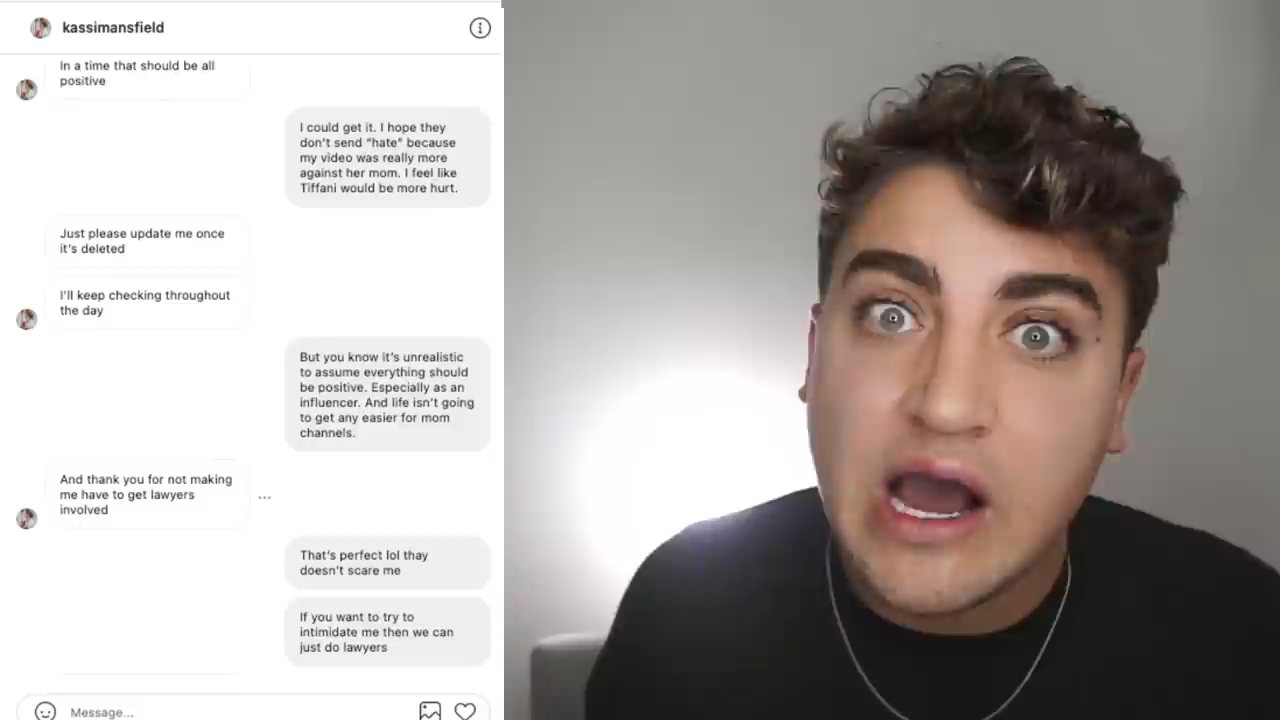 kassimansfield
In a time that should be all
positive
I could get it. I hope they
don't send "hate" because
my video was really more
against her mom. I feel like
Tiffani would be more hurt.
Just please update me once
it's deleted
I'll keep checking throughout
the day
But you know it's unrealistic
to assume everything should
be positive. Especially as an
influencer. And life isn't going
to get any easier for mom
channels.
And thank you for not making
me have to get lawyers
involved
That's perfect lol thay
doesn't scare me
If you want to try to
intimidate me then we can
just do lawyers
Message...